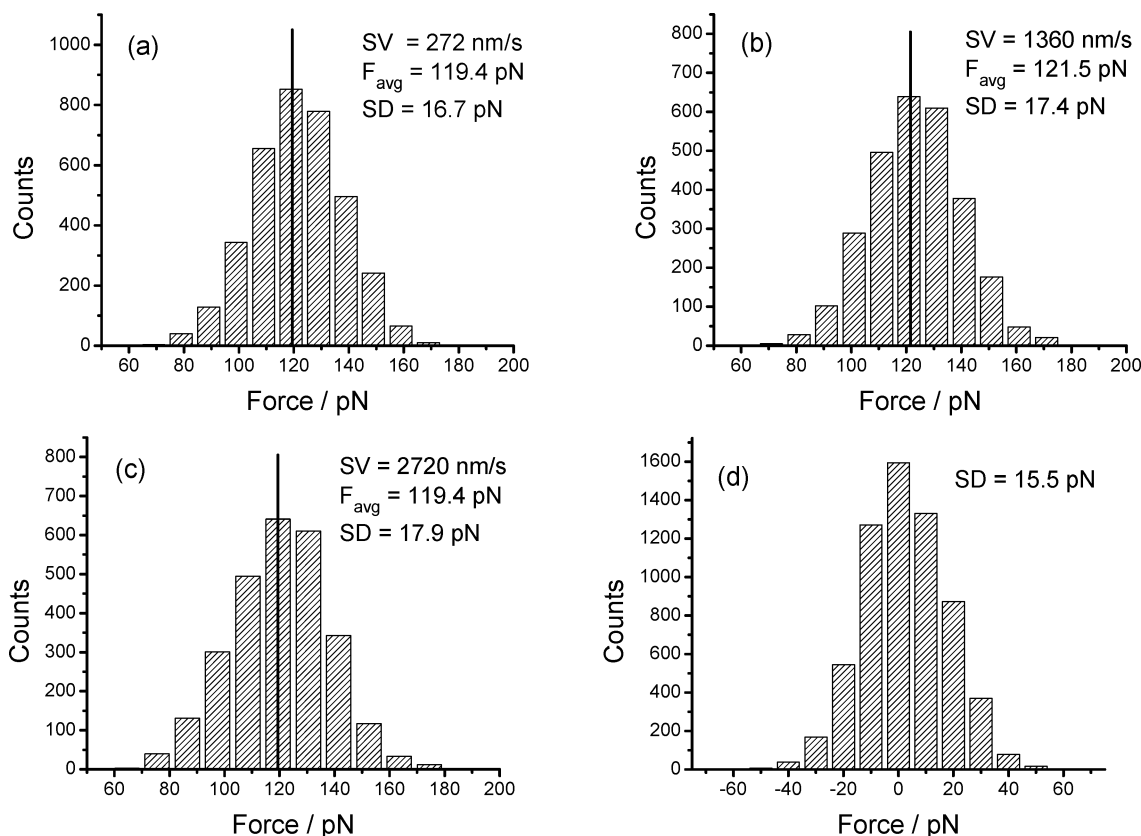 (a)
SV = 272 nm/s
F_avg = 119.4 pN
SD = 16.7 pN
1000
800
600
400
200
0
Counts
60 80 100 120 140 160 180 200
Force / pN
(b)
SV = 1360 nm/s
F_avg = 121.5 pN
SD = 17.4 pN
800
700
600
500
400
300
200
100
0
Counts
60 80 100 120 140 160 180 200
Force / pN
(c)
SV = 2720 nm/s
F_avg = 119.4 pN
SD = 17.9 pN
800
700
600
500
400
300
200
100
0
Counts
60 80 100 120 140 160 180 200
Force / pN
(d)
SD = 15.5 pN
1600
1400
1200
1000
800
600
400
200
0
Counts
-60 -40 -20 0 20 40 60
Force / pN